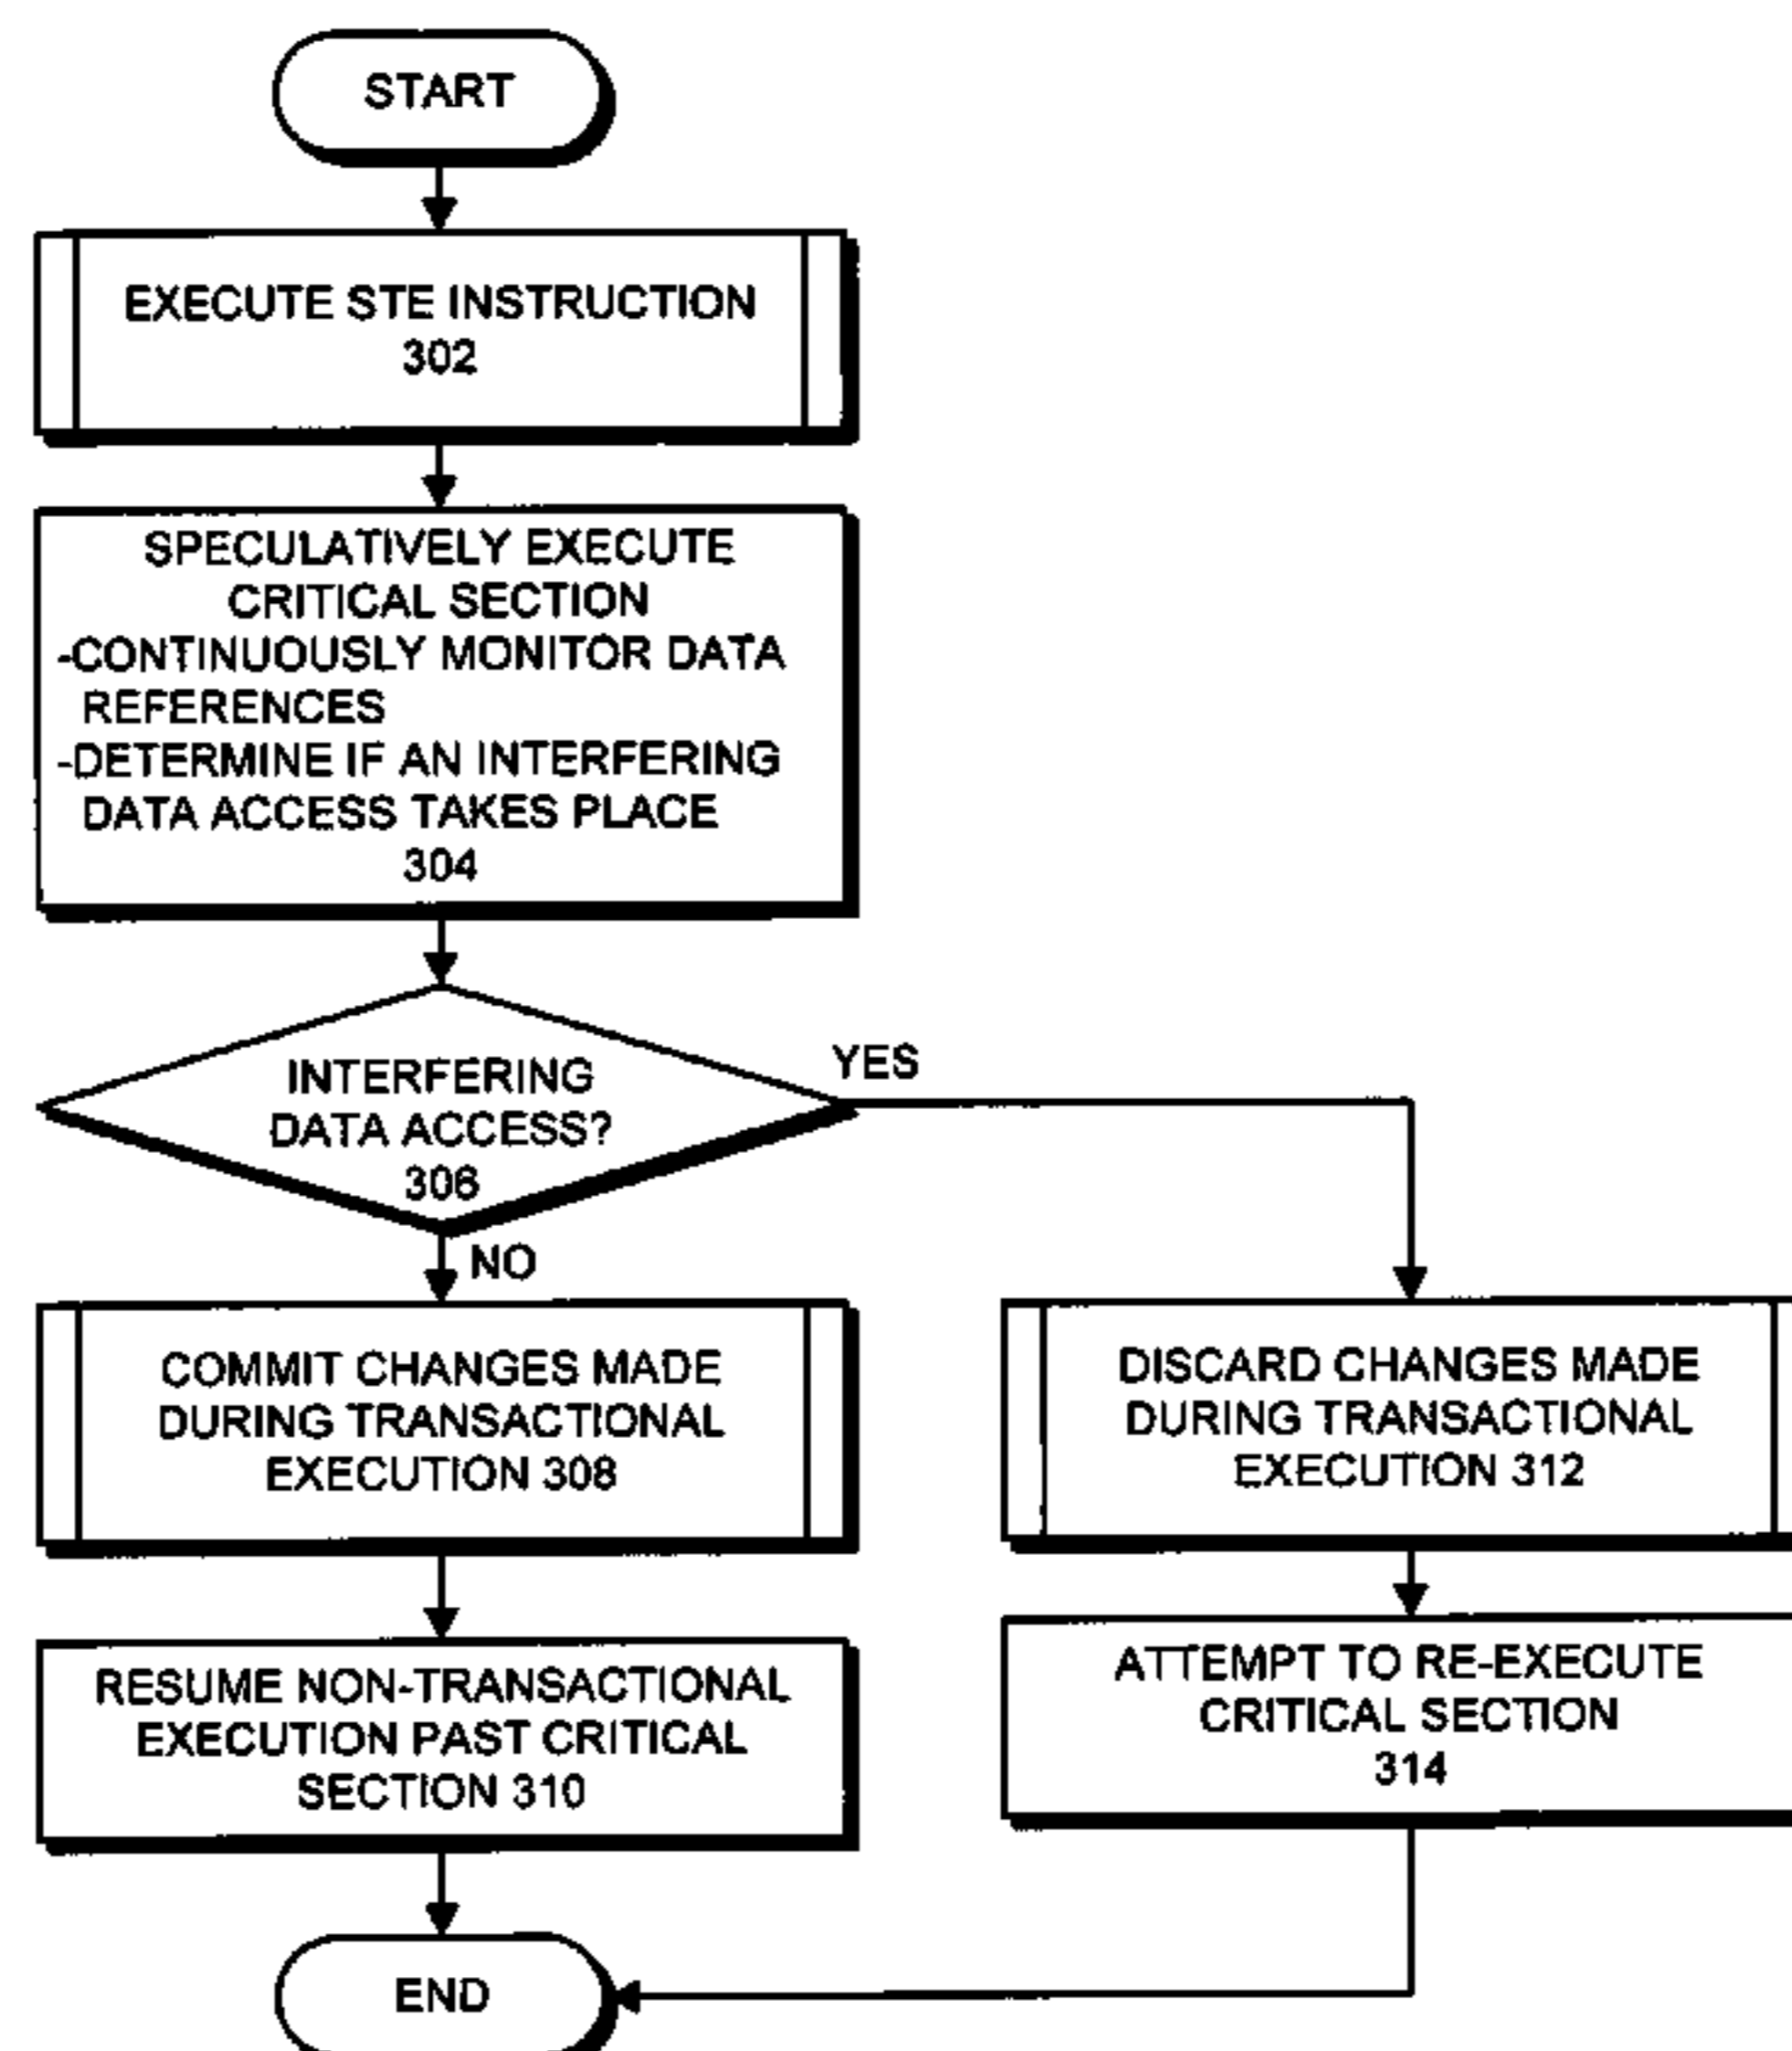 START
EXECUTE STE INSTRUCTION
302
SPECULATIVELY EXECUTE
CRITICAL SECTION
-CONTINUOUSLY MONITOR DATA
REFERENCES
-DETERMINE IF AN INTERFERING
DATA ACCESS TAKES PLACE
304
INTERFERING
DATA ACCESS?
306
YES
NO
COMMIT CHANGES MADE
DURING TRANSACTIONAL
EXECUTION 308
DISCARD CHANGES MADE
DURING TRANSACTIONAL
EXECUTION 312
RESUME NON-TRANSACTIONAL
EXECUTION PAST CRITICAL
SECTION 310
ATTEMPT TO RE-EXECUTE
CRITICAL SECTION
314
END